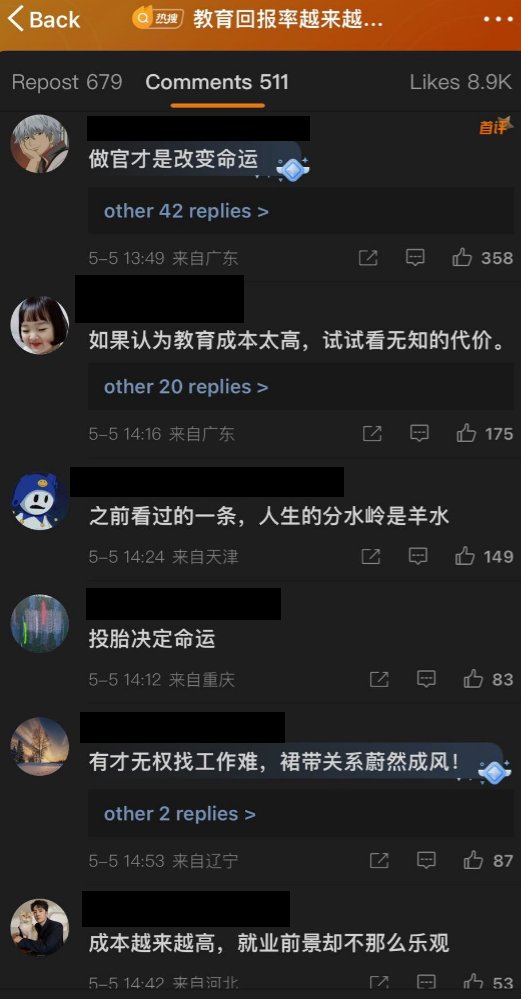 Back
热搜
教育回报率越来越...
Repost 679
Comments 511
Likes 8.9K
首评
做官才是改变命运
other 42 replies >
5-5 13:49 来自广东
358
如果认为教育成本太高，试试看无知的代价。
other 20 replies >
5-5 14:16 来自广东
175
之前看过的一条，人生的分水岭是羊水
5-5 14:24 来自天津
149
投胎决定命运
5-5 14:12 来自重庆
83
有才无权找工作难，裙带关系蔚然成风！
other 2 replies >
5-5 14:53 来自辽宁
87
成本越来越高，就业前景却不那么乐观
5-5 14:42 来自河北
53